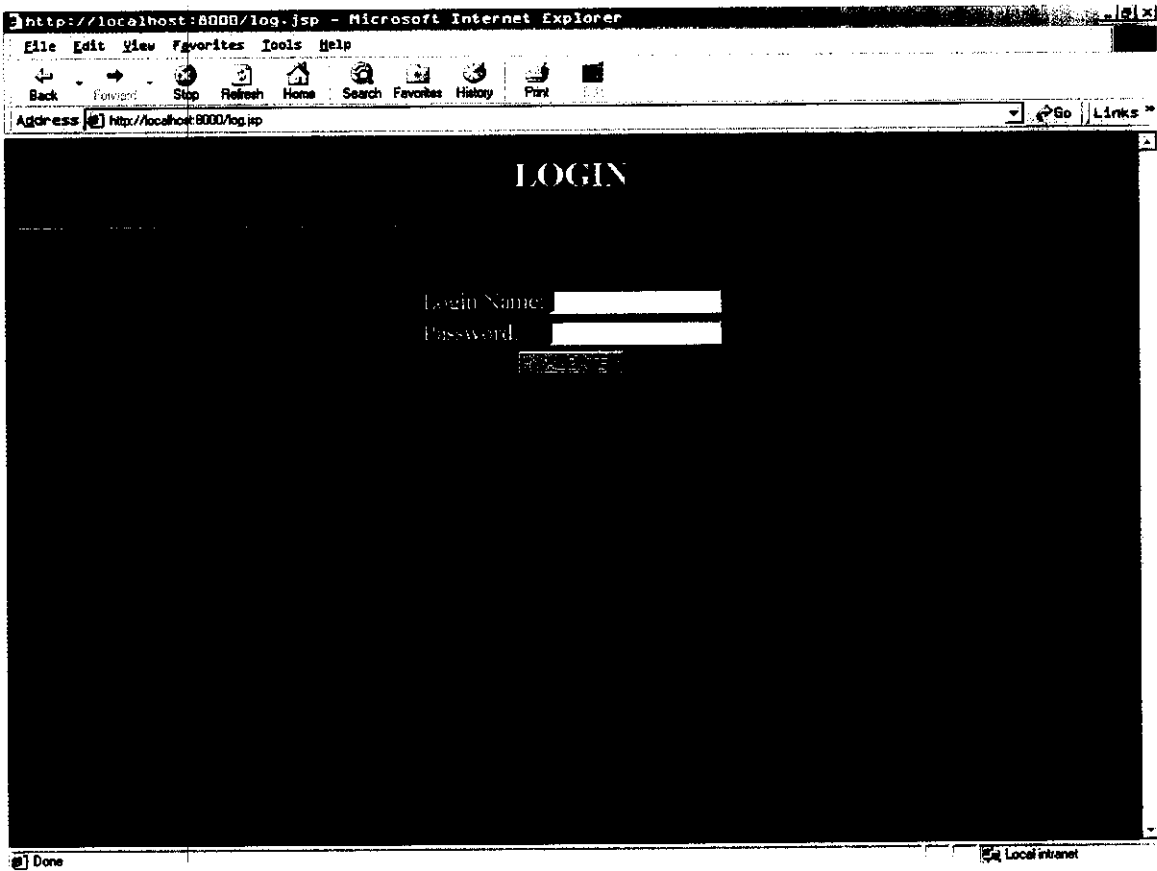 http://localhost:8000/log.jsp - Microsoft Internet Explorer
File Edit View Favorites Tools Help
Back Forward Stop Refresh Home Search Favorites History Print Edit
Address http://localhost:8000/log.jsp Go Links »
LOGIN
Login Name:
Password:
Done Local intranet